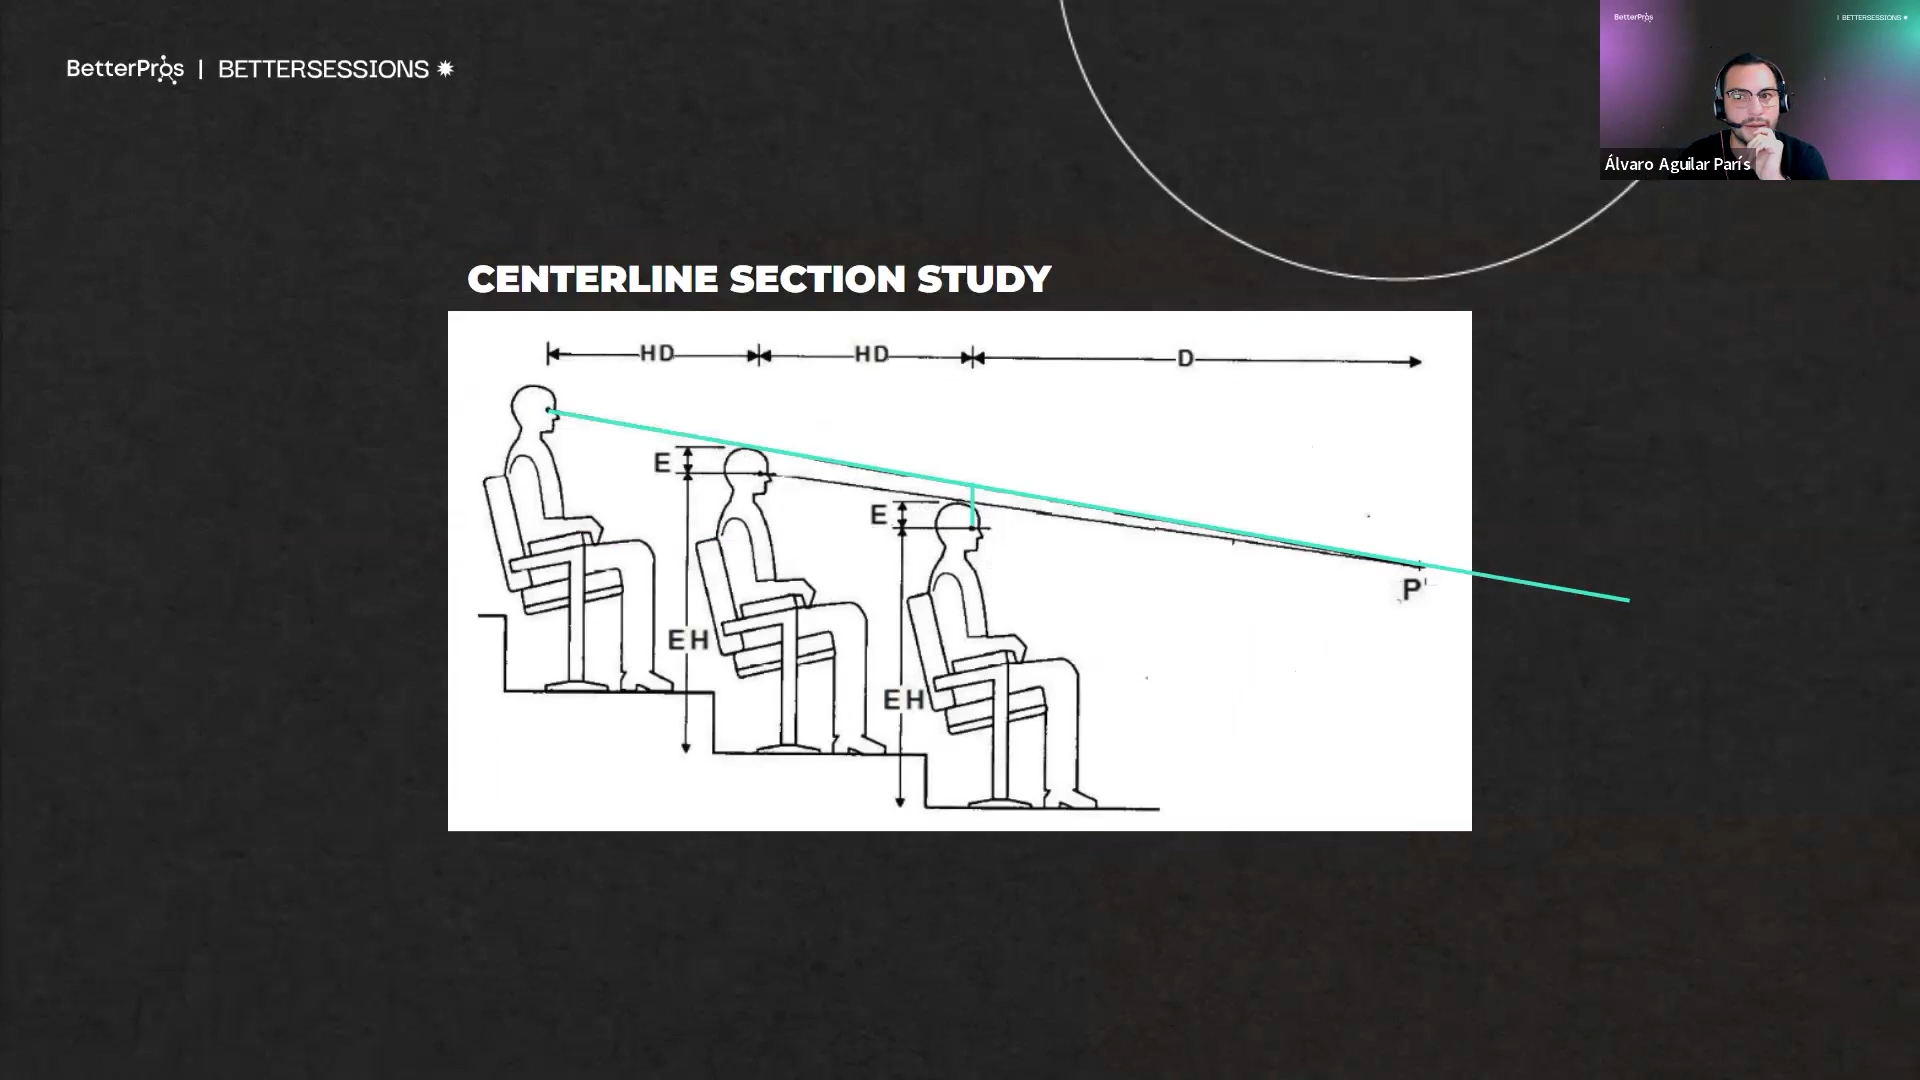 BetterPros | BETTERSESSIONS
BetterPros
| BETTERSESSIONS
Álvaro Aguilar París
CENTERLINE SECTION STUDY
HD
HD
D
E
E
P'
EH
EH